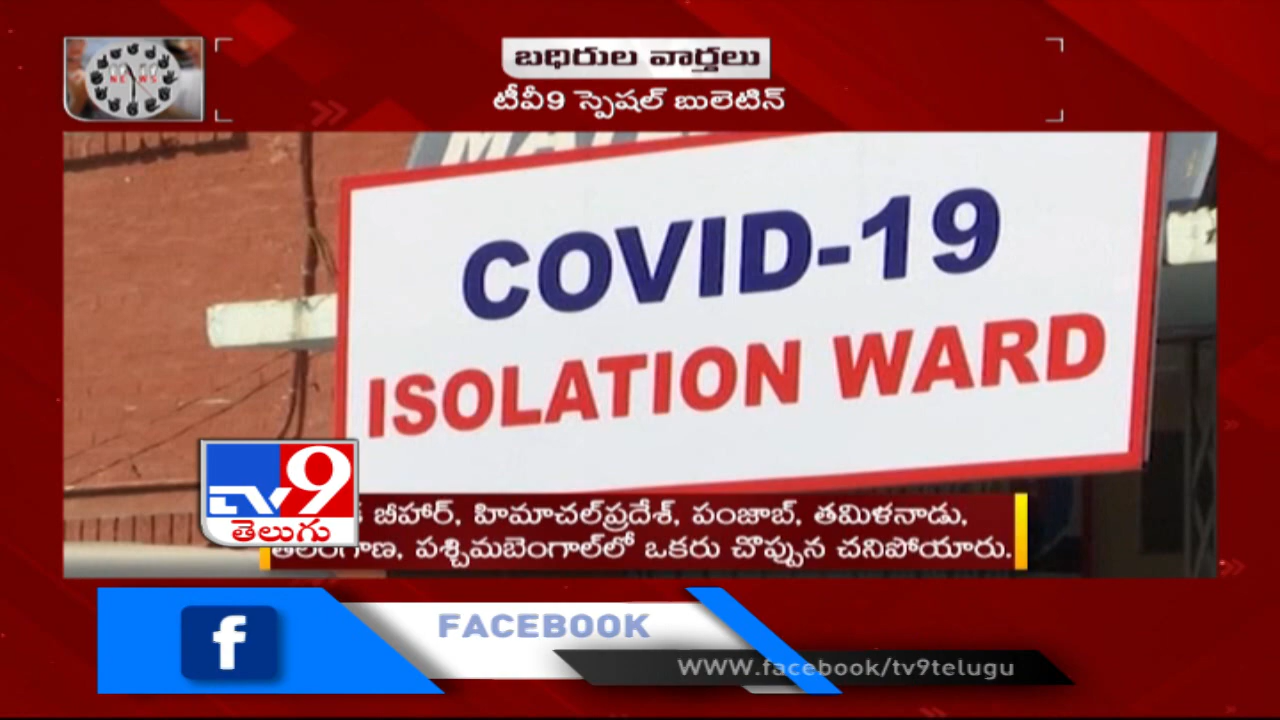 NEWS
బధిరుల వార్తలు
టీవీ9 స్పెషల్ బులెటిన్
COVID-19
ISOLATION WARD
TV9
తెలుగు
బీహార్, హిమాచల్‌ప్రదేశ్, పంజాబ్, తమిళనాడు,
తెలంగాణ, పశ్చిమబెంగాల్‌లో ఒకరు చొప్పున చనిపోయారు.
f
FACEBOOK
www.facebook/tv9telugu